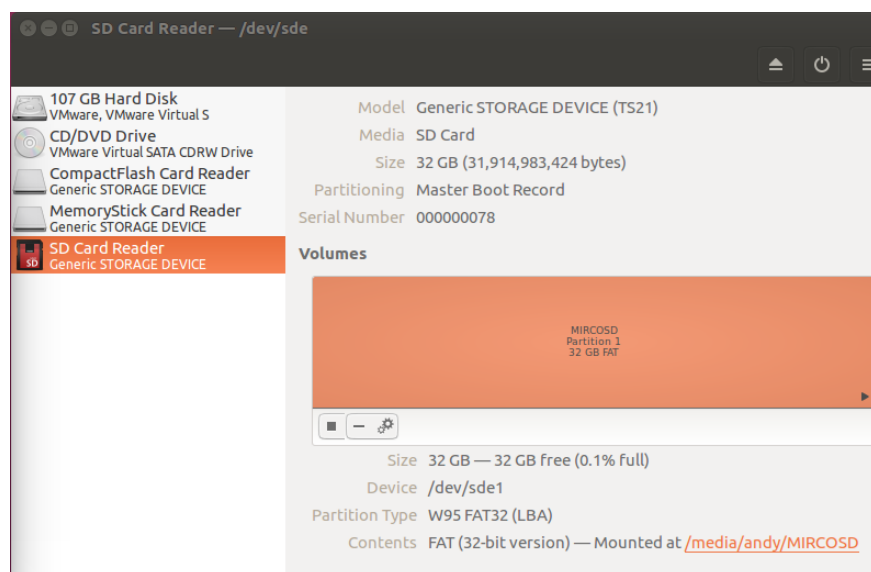 SD Card Reader — /dev/sde
107 GB Hard Disk
VMware, VMware Virtual S
CD/DVD Drive
VMware Virtual SATA CDRW Drive
CompactFlash Card Reader
Generic STORAGE DEVICE
MemoryStick Card Reader
Generic STORAGE DEVICE
SD Card Reader
Generic STORAGE DEVICE
SD
Model Generic STORAGE DEVICE (TS21)
Media SD Card
Size 32 GB (31,914,983,424 bytes)
Partitioning Master Boot Record
Serial Number 000000078
Volumes
MIRCOSD
Partition 1
32 GB FAT
Size 32 GB — 32 GB free (0.1% full)
Device /dev/sde1
Partition Type W95 FAT32 (LBA)
Contents FAT (32-bit version) — Mounted at /media/andy/MIRCOSD